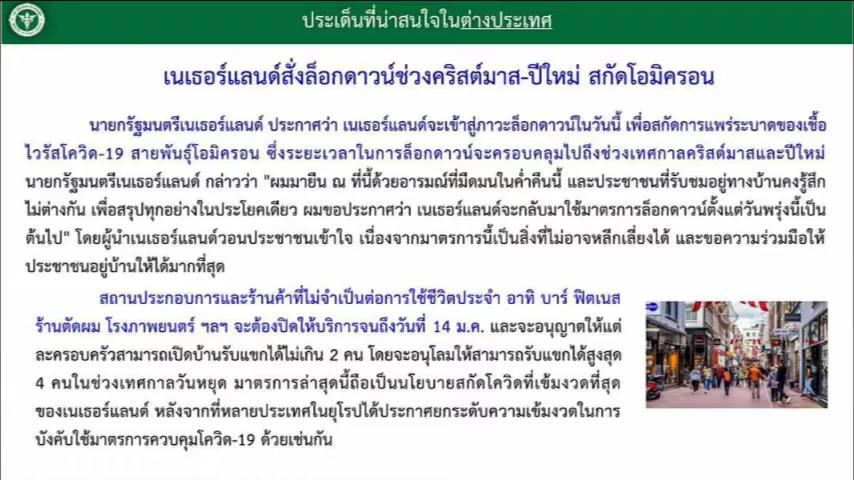 ประเด็นที่น่าสนใจในต่างประเทศ
เนเธอร์แลนด์สั่งล็อกดาวน์ช่วงคริสต์มาส-ปีใหม่ สกัดโอมิครอน
นายกรัฐมนตรีเนเธอร์แลนด์ ประกาศว่า เนเธอร์แลนด์จะเข้าสู่ภาวะล็อกดาวน์ในวันนี้ เพื่อสกัดการแพร่ระบาดของเชื้อ
ไวรัสโควิด-19 สายพันธุ์โอมิครอน ซึ่งระยะเวลาในการล็อกดาวน์จะครอบคลุมไปถึงช่วงเทศกาลคริสต์มาสและปีใหม่
นายกรัฐมนตรีเนเธอร์แลนด์ กล่าวว่า "ผมมายืน ณ ที่นี้ด้วยอารมณ์ที่มืดมนในค่ำคืนนี้ และประชาชนที่รับชมอยู่ทางบ้านคงรู้สึก
ไม่ต่างกัน เพื่อสรุปทุกอย่างในประโยคเดียว ผมขอประกาศว่า เนเธอร์แลนด์จะกลับมาใช้มาตรการล็อกดาวน์ตั้งแต่วันพรุ่งนี้เป็น
ต้นไป" โดยผู้นำเนเธอร์แลนด์วอนประชาชนเข้าใจ เนื่องจากมาตรการนี้เป็นสิ่งที่ไม่อาจหลีกเลี่ยงได้ และขอความร่วมมือให้
ประชาชนอยู่บ้านให้ได้มากที่สุด
สถานประกอบการและร้านค้าที่ไม่จำเป็นต่อการใช้ชีวิตประจำ อาทิ บาร์ ฟิตเนส
ร้านตัดผม โรงภาพยนตร์ ฯลฯ จะต้องปิดให้บริการจนถึงวันที่ 14 ม.ค. และจะอนุญาตให้แต่
ละครอบครัวสามารถเปิดบ้านรับแขกได้ไม่เกิน 2 คน โดยจะอนุโลมให้สามารถรับแขกได้สูงสุด
4 คนในช่วงเทศกาลวันหยุด มาตรการล่าสุดนี้ถือเป็นนโยบายสกัดโควิดที่เข้มงวดที่สุด
ของเนเธอร์แลนด์ หลังจากที่หลายประเทศในยุโรปได้ประกาศยกระดับความเข้มงวดในการ
บังคับใช้มาตรการควบคุมโควิด-19 ด้วยเช่นกัน